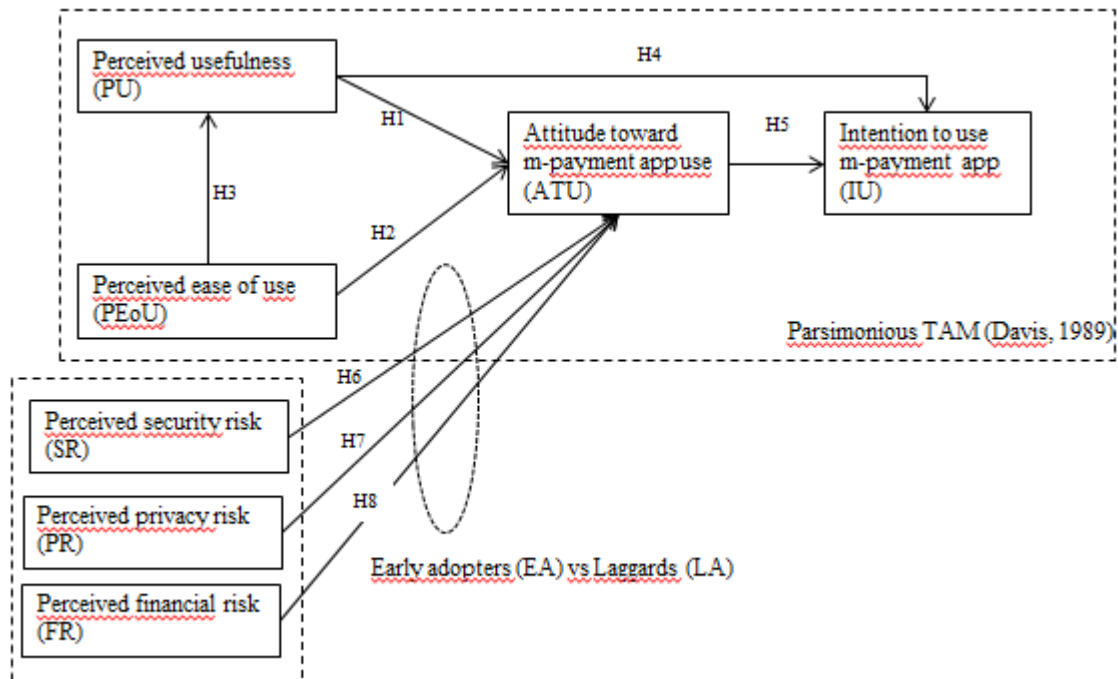 Perceived usefulness
(PU)
H4
H1
Attitude toward
m-payment app use
(ATU)
H5
Intention to use
m-payment app
(IU)
H3
H2
Perceived ease of use
(PEoU)
Parsimonious TAM (Davis, 1989)
H6
Perceived security risk
(SR)
H7
H8
Perceived privacy risk
(PR)
Early adopters (EA) vs Laggards (LA)
Perceived financial risk
(FR)